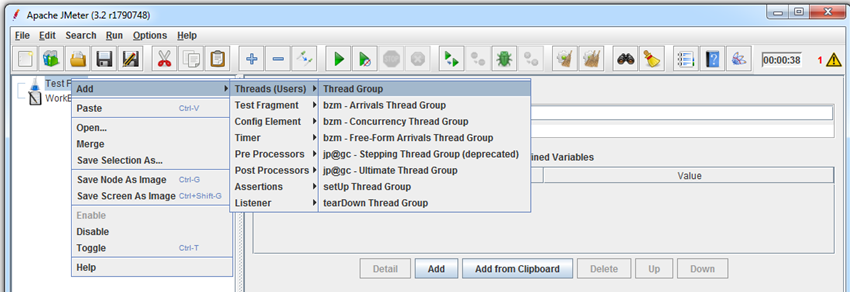 Apache JMeter (3.2 r1790748)
File Edit Search Run Options Help
00:00:38 1
Test P
WorkB
Add
Paste Ctrl-V
Open...
Merge
Save Selection As...
Save Node As Image Ctrl-G
Save Screen As Image Ctrl+Shift-G
Enable
Disable
Toggle Ctrl-T
Help
Threads (Users)
Test Fragment
Config Element
Timer
Pre Processors
Post Processors
Assertions
Listener
Thread Group
bzm - Arrivals Thread Group
bzm - Concurrency Thread Group
bzm - Free-Form Arrivals Thread Group
jp@gc - Stepping Thread Group (deprecated)
jp@gc - Ultimate Thread Group
setUp Thread Group
tearDown Thread Group
ined Variables
Value
Detail Add Add from Clipboard Delete Up Down